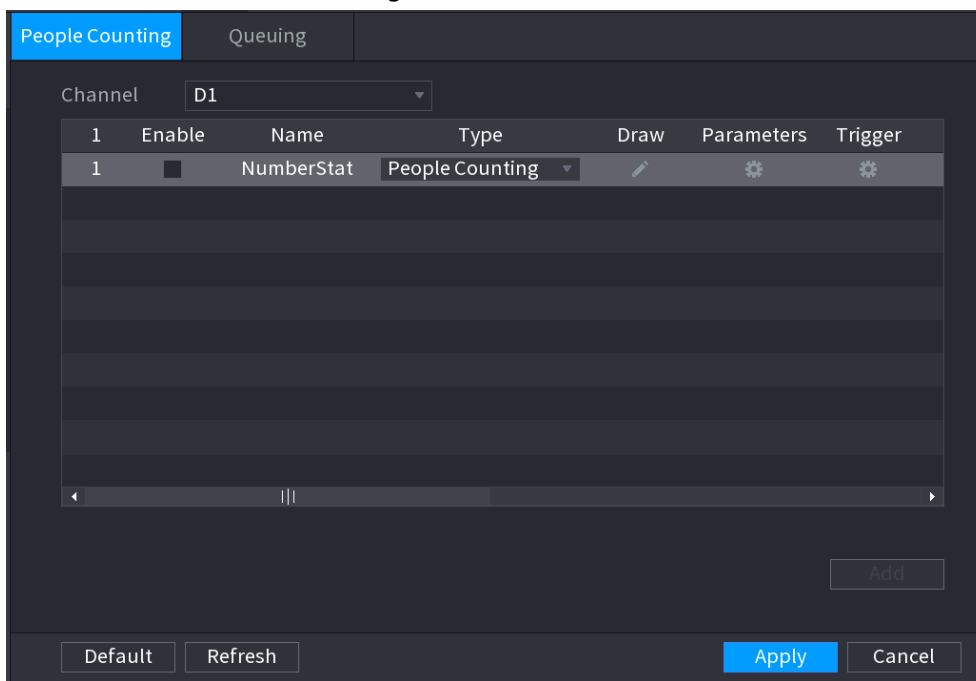 People Counting Queuing
Channel D1
1 Enable Name Type Draw Parameters Trigger
1 NumberStat People Counting
Add
Default Refresh Apply Cancel